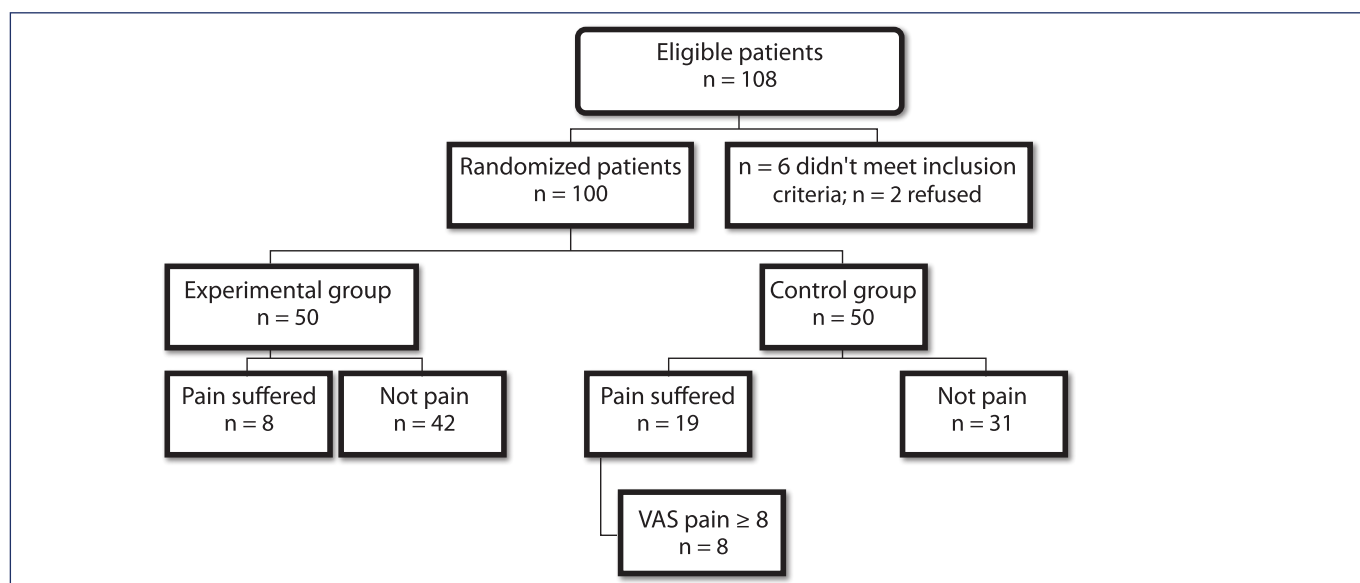 Eligible patients
n = 108
Randomized patients
n = 100
n = 6 didn't meet inclusion
criteria; n = 2 refused
Experimental group
n = 50
Control group
n = 50
Pain suffered
n = 8
Not pain
n = 42
Pain suffered
n = 19
Not pain
n = 31
VAS pain ≥ 8
n = 8